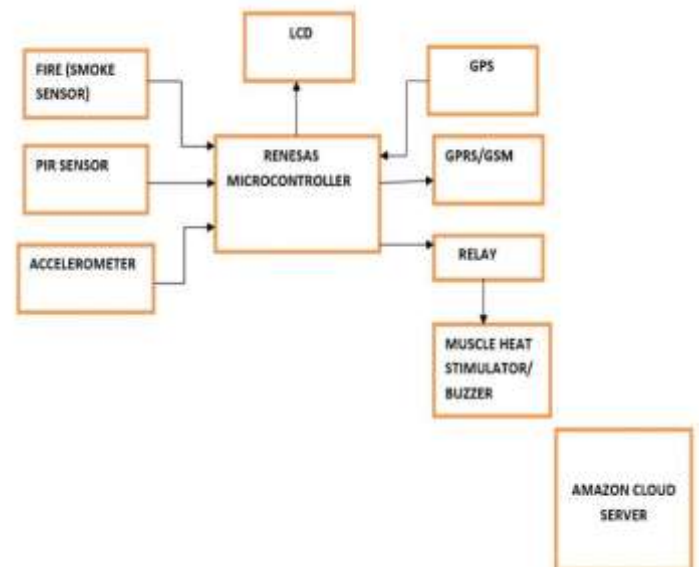 LCD
FIRE (SMOKE
SENSOR)
GPS
PIR SENSOR
RENESAS
MICROCONTROLLER
GPRS/GSM
ACCELEROMETER
RELAY
MUSCLE HEAT
STIMULATOR/
BUZZER
AMAZON CLOUD
SERVER